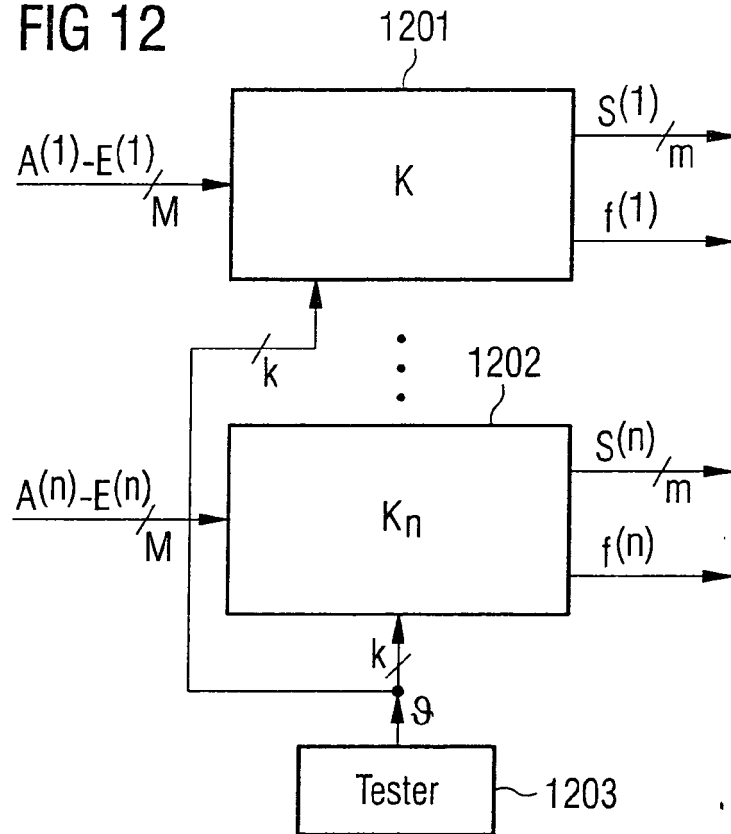 FIG 12
1201
A(1)-E(1)
M
K
S(1)
m
f(1)
k
1202
A(n)-E(n)
M
Kn
S(n)
m
f(n)
k
ϑ
Tester
1203